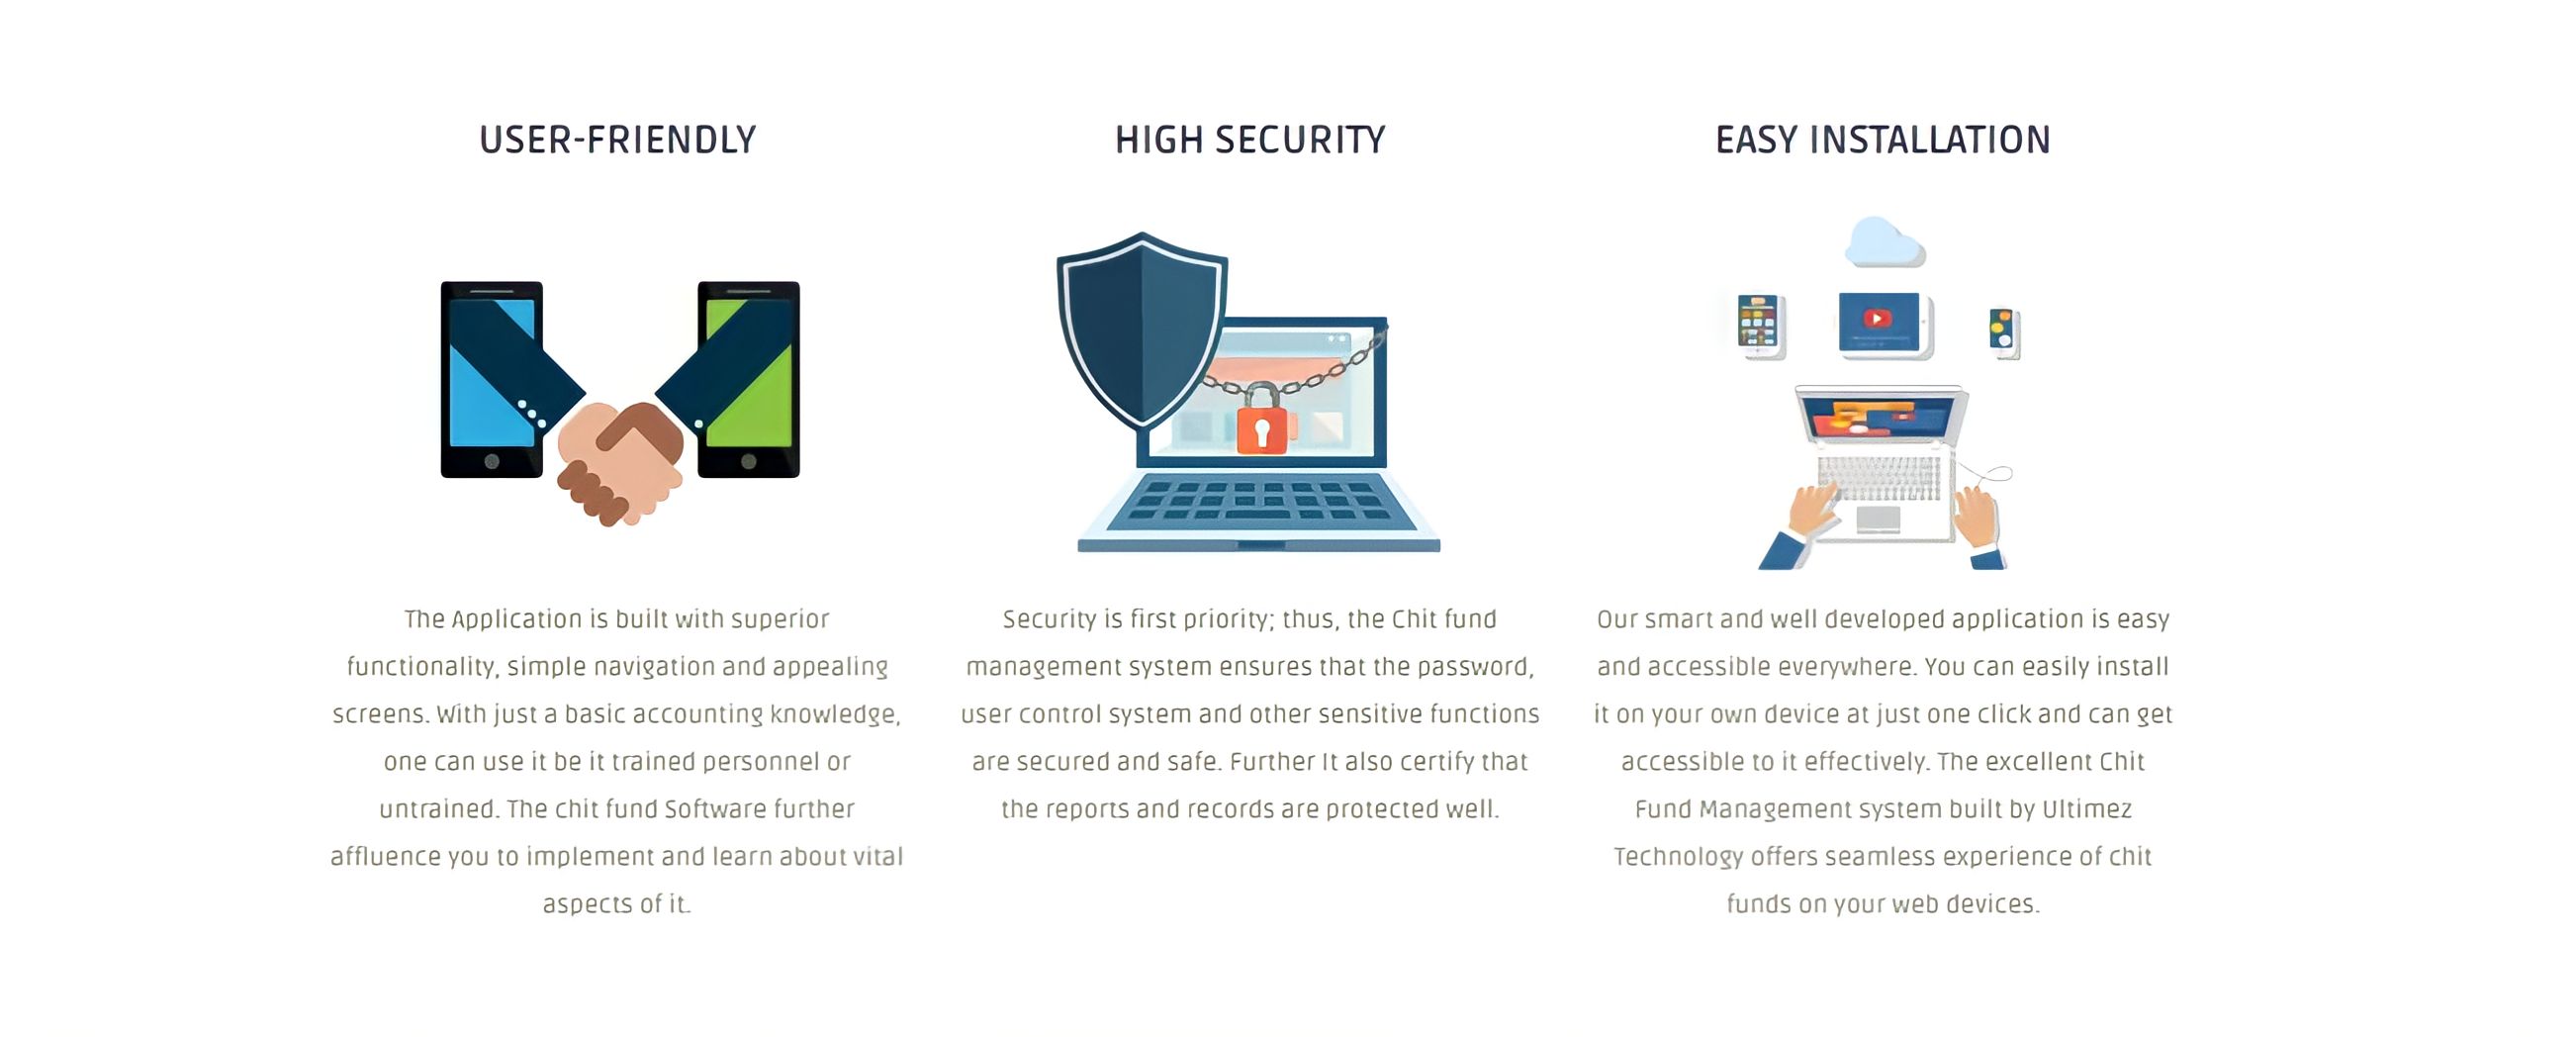 USER-FRIENDLY
The Application is built with superior
functionality, simple navigation and appealing
screens. With just a basic accounting knowledge,
one can use it be it trained personnel or
untrained. The chit fund Software further
affluence you to implement and learn about vital
aspects of it.
HIGH SECURITY
Security is first priority; thus, the Chit fund
management system ensures that the password,
user control system and other sensitive functions
are secured and safe. Further It also certify that
the reports and records are protected well.
EASY INSTALLATION
Our smart and well developed application is easy
and accessible everywhere. You can easily install
it on your own device at just one click and can get
accessible to it effectively. The excellent Chit
Fund Management system built by Ultimez
Technology offers seamless experience of chit
funds on your web devices.